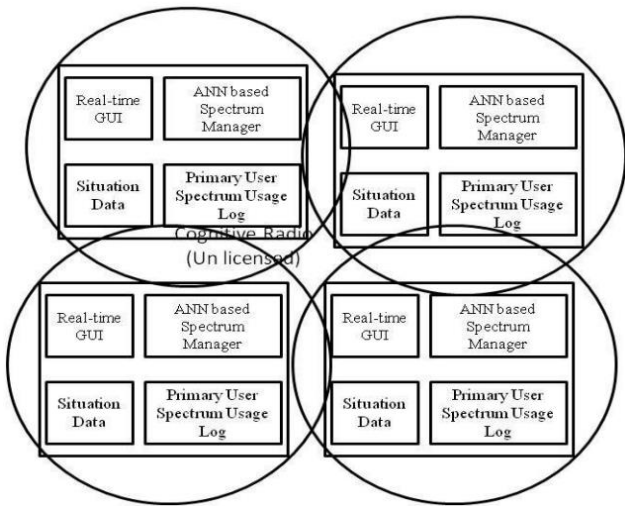 Real-time
GUI
ANN based
Spectrum
Manager
Situation
Data
Primary User
Spectrum Usage
Log
Real-time
GUI
ANN based
Spectrum
Manager
Situation
Data
Primary User
Spectrum Usage
Log
Cognitive Radio
(Un licensed)
Real-time
GUI
ANN based
Spectrum
Manager
Situation
Data
Primary User
Spectrum Usage
Log
Real-time
GUI
ANN based
Spectrum
Manager
Situation
Data
Primary User
Spectrum Usage
Log